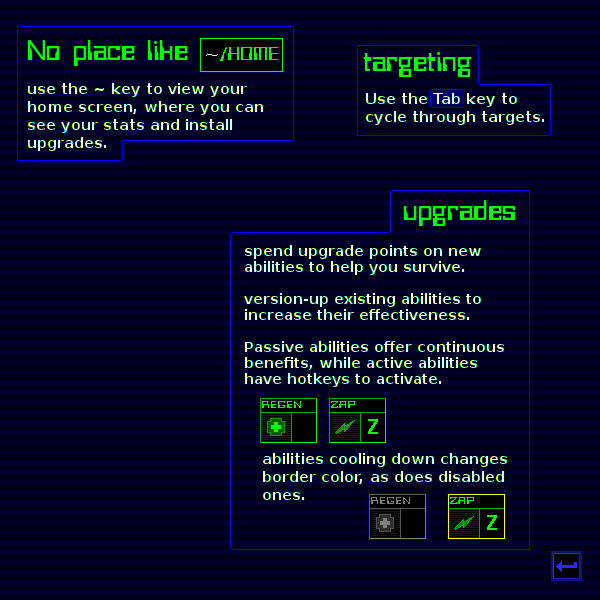 No place like ~/HOME
use the ~ key to view your
home screen, where you can
see your stats and install
upgrades.
targeting
Use the Tab key to
cycle through targets.
upgrades
spend upgrade points on new
abilities to help you survive.
version-up existing abilities to
increase their effectiveness.
Passive abilities offer continuous
benefits, while active abilities
have hotkeys to activate.
REGEN ZAP
Z
abilities cooling down changes
border color, as does disabled
ones.
REGEN ZAP
Z